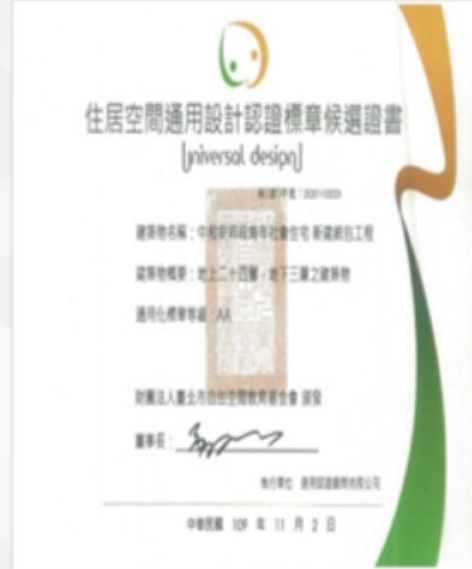 住居空間通用設計認證標章候選證書
Universal design
建築物名稱：中和安邦段青年社會住宅 新建統包工程
建築物概要：地上二十四層，地下三層之建築物
通用化標章等級：AA
財團法人臺北市自由空間教育基金會 頒發
董事長：
執行單位 通用認證顧問有限公司
中華民國 109 年 11 月 2 日